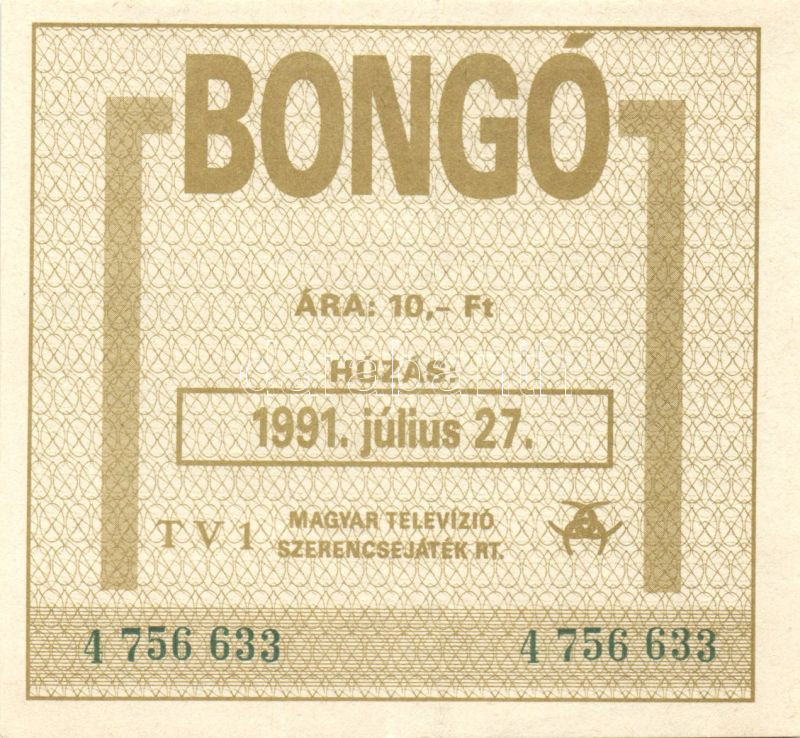 BONGÓ
ÁRA: 10,– Ft
HÚZÁS:
1991. július 27.
TV1
MAGYAR TELEVÍZIÓ
SZERENCSEJÁTÉK RT.
4 756 633 4 756 633